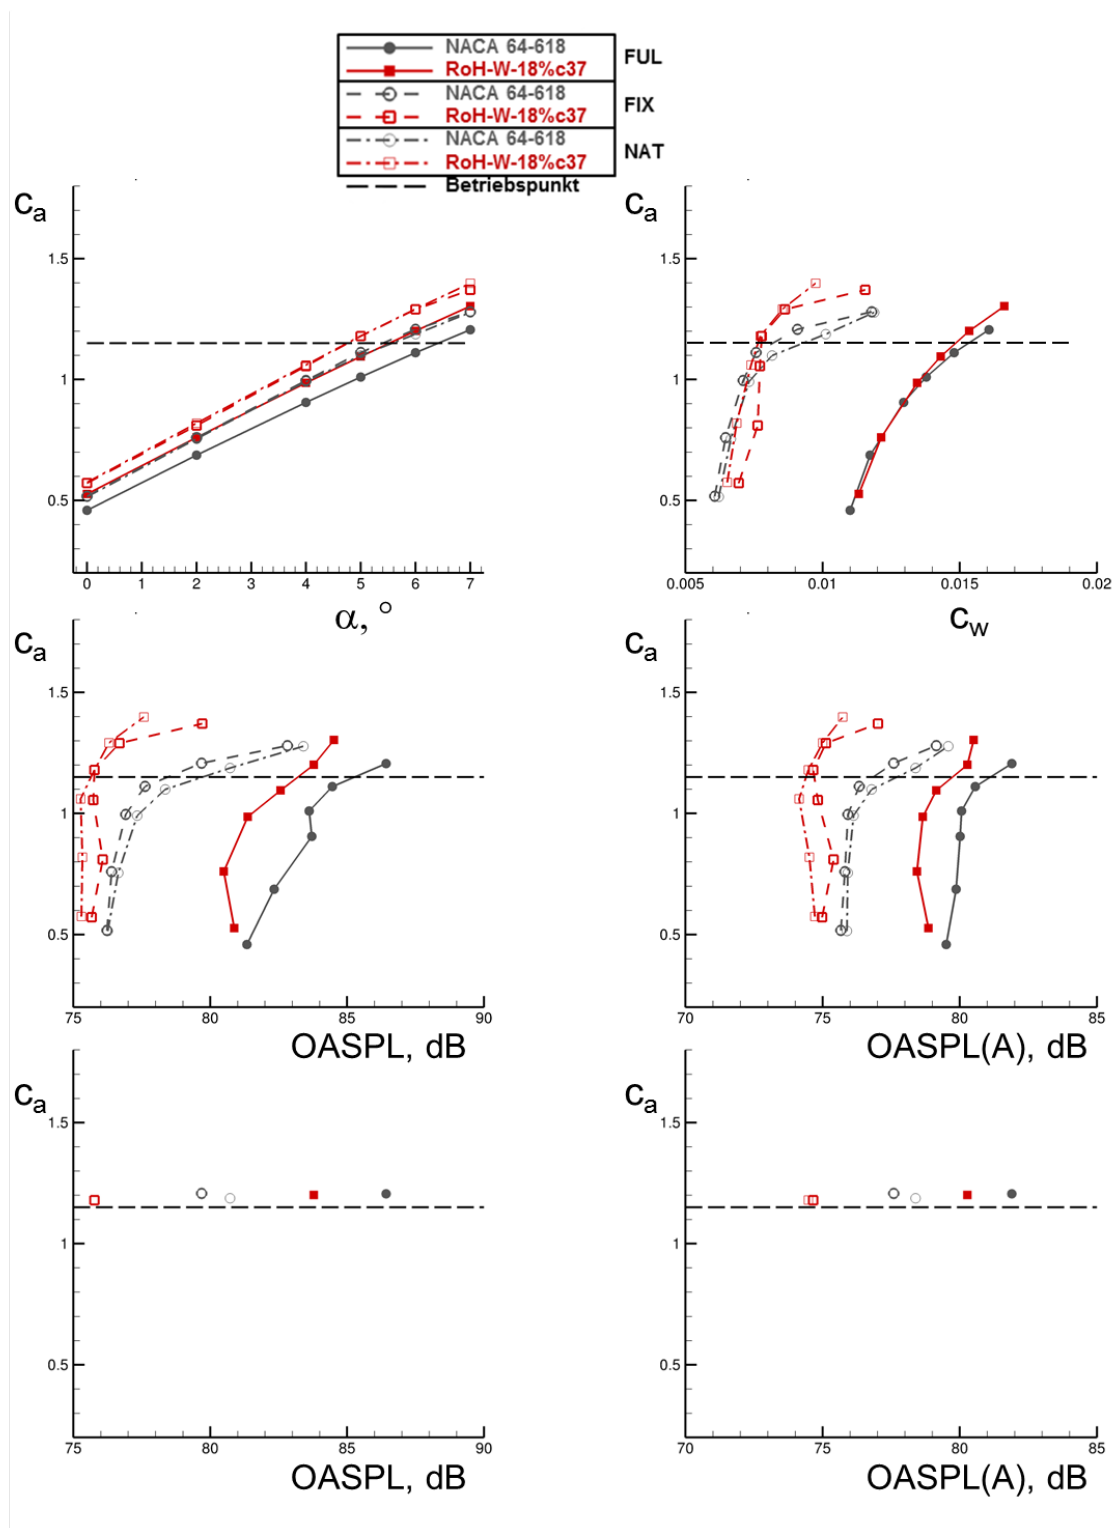 NACA 64-618
RoH-W-18%c37
FUL
NACA 64-618
RoH-W-18%c37
FIX
NACA 64-618
RoH-W-18%c37
NAT
Betriebspunkt
ca
1.5
1
0.5
0 1 2 3 4 5 6 7
α, °
ca
1.5
1
0.5
0.005 0.01 0.015 0.02
cw
ca
1.5
1
0.5
75 80 85 90
OASPL, dB
ca
1.5
1
0.5
70 75 80 85
OASPL(A), dB
ca
1.5
1
0.5
75 80 85 90
OASPL, dB
ca
1.5
1
0.5
70 75 80 85
OASPL(A), dB